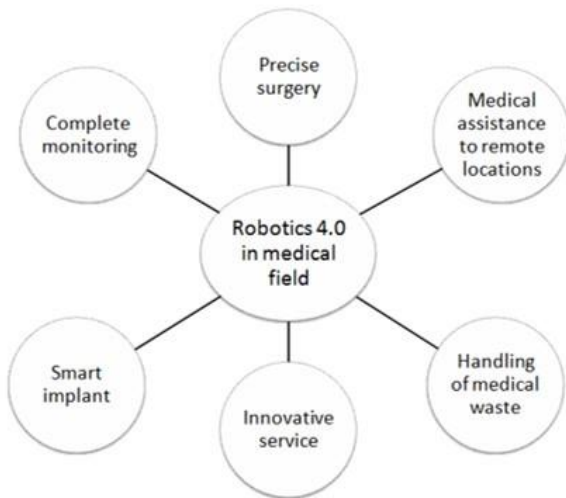 Precise
surgery
Complete
monitoring
Medical
assistance
to remote
locations
Robotics 4.0
in medical
field
Smart
implant
Innovative
service
Handling
of medical
waste